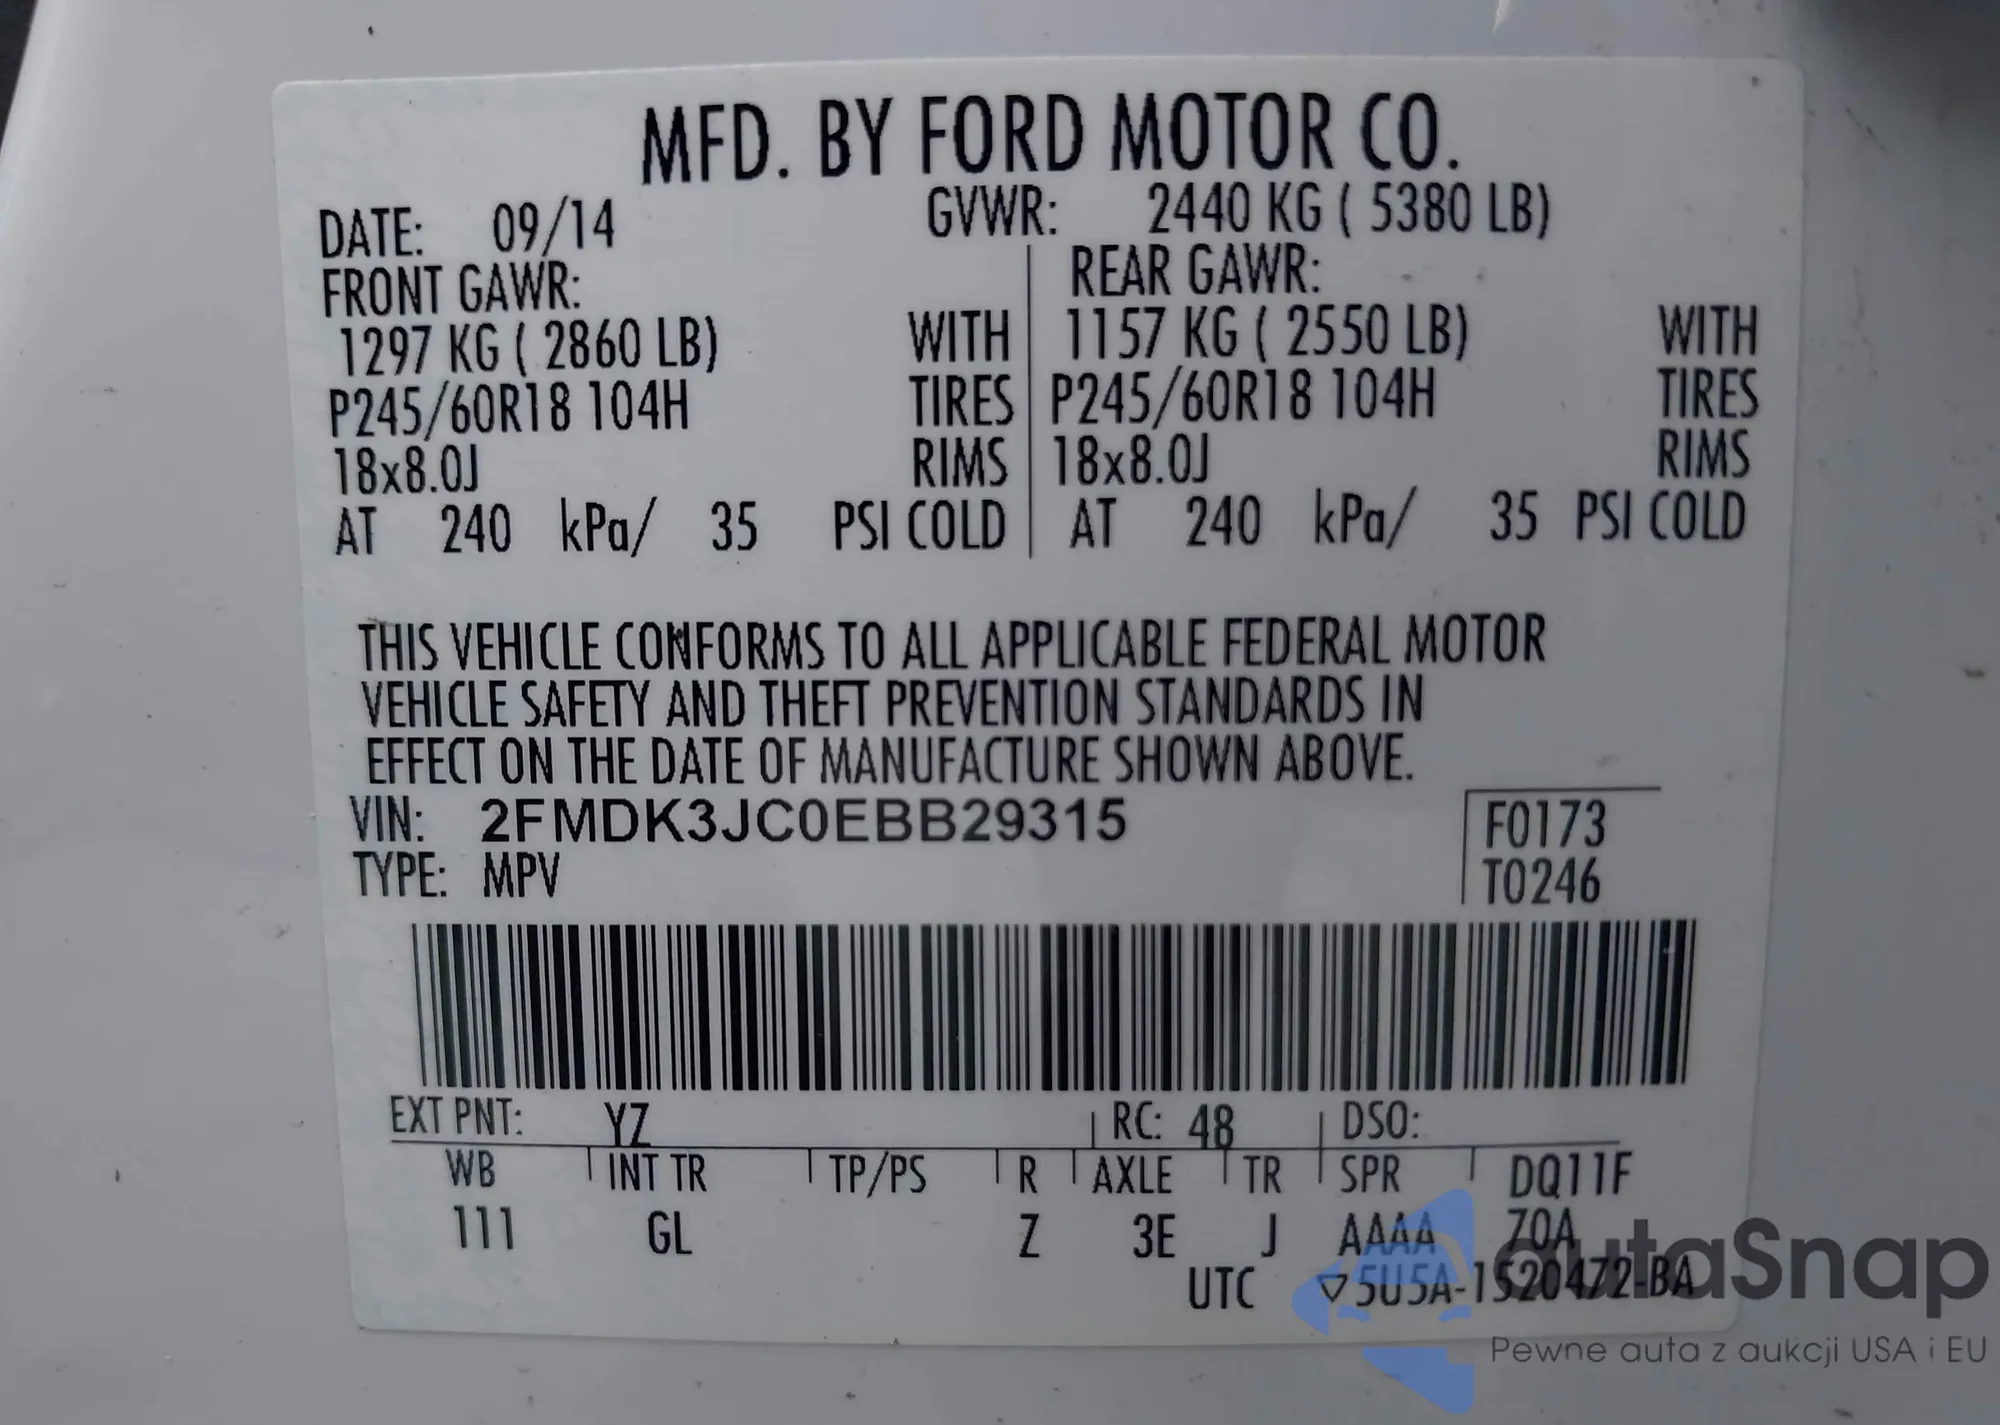 MFD. BY FORD MOTOR CO.
DATE: 09/14 GVWR: 2440 KG ( 5380 LB)
FRONT GAWR: REAR GAWR:
1297 KG ( 2860 LB) WITH 1157 KG ( 2550 LB) WITH
P245/60R18 104H TIRES P245/60R18 104H TIRES
18x8.0J RIMS 18x8.0J RIMS
AT 240 kPa/ 35 PSI COLD AT 240 kPa/ 35 PSI COLD
THIS VEHICLE CONFORMS TO ALL APPLICABLE FEDERAL MOTOR
VEHICLE SAFETY AND THEFT PREVENTION STANDARDS IN
EFFECT ON THE DATE OF MANUFACTURE SHOWN ABOVE.
VIN: 2FMDK3JC0EBB29315 F0173
TYPE: MPV T0246
EXT PNT: YZ RC: 48 DSO:
WB INT TR TP/PS R AXLE TR SPR DQ11F
111 GL Z 3E J AAAA 70A
UTC ▽5U5A-1520472-BA
autaSnap
Pewne auta z aukcji USA i EU